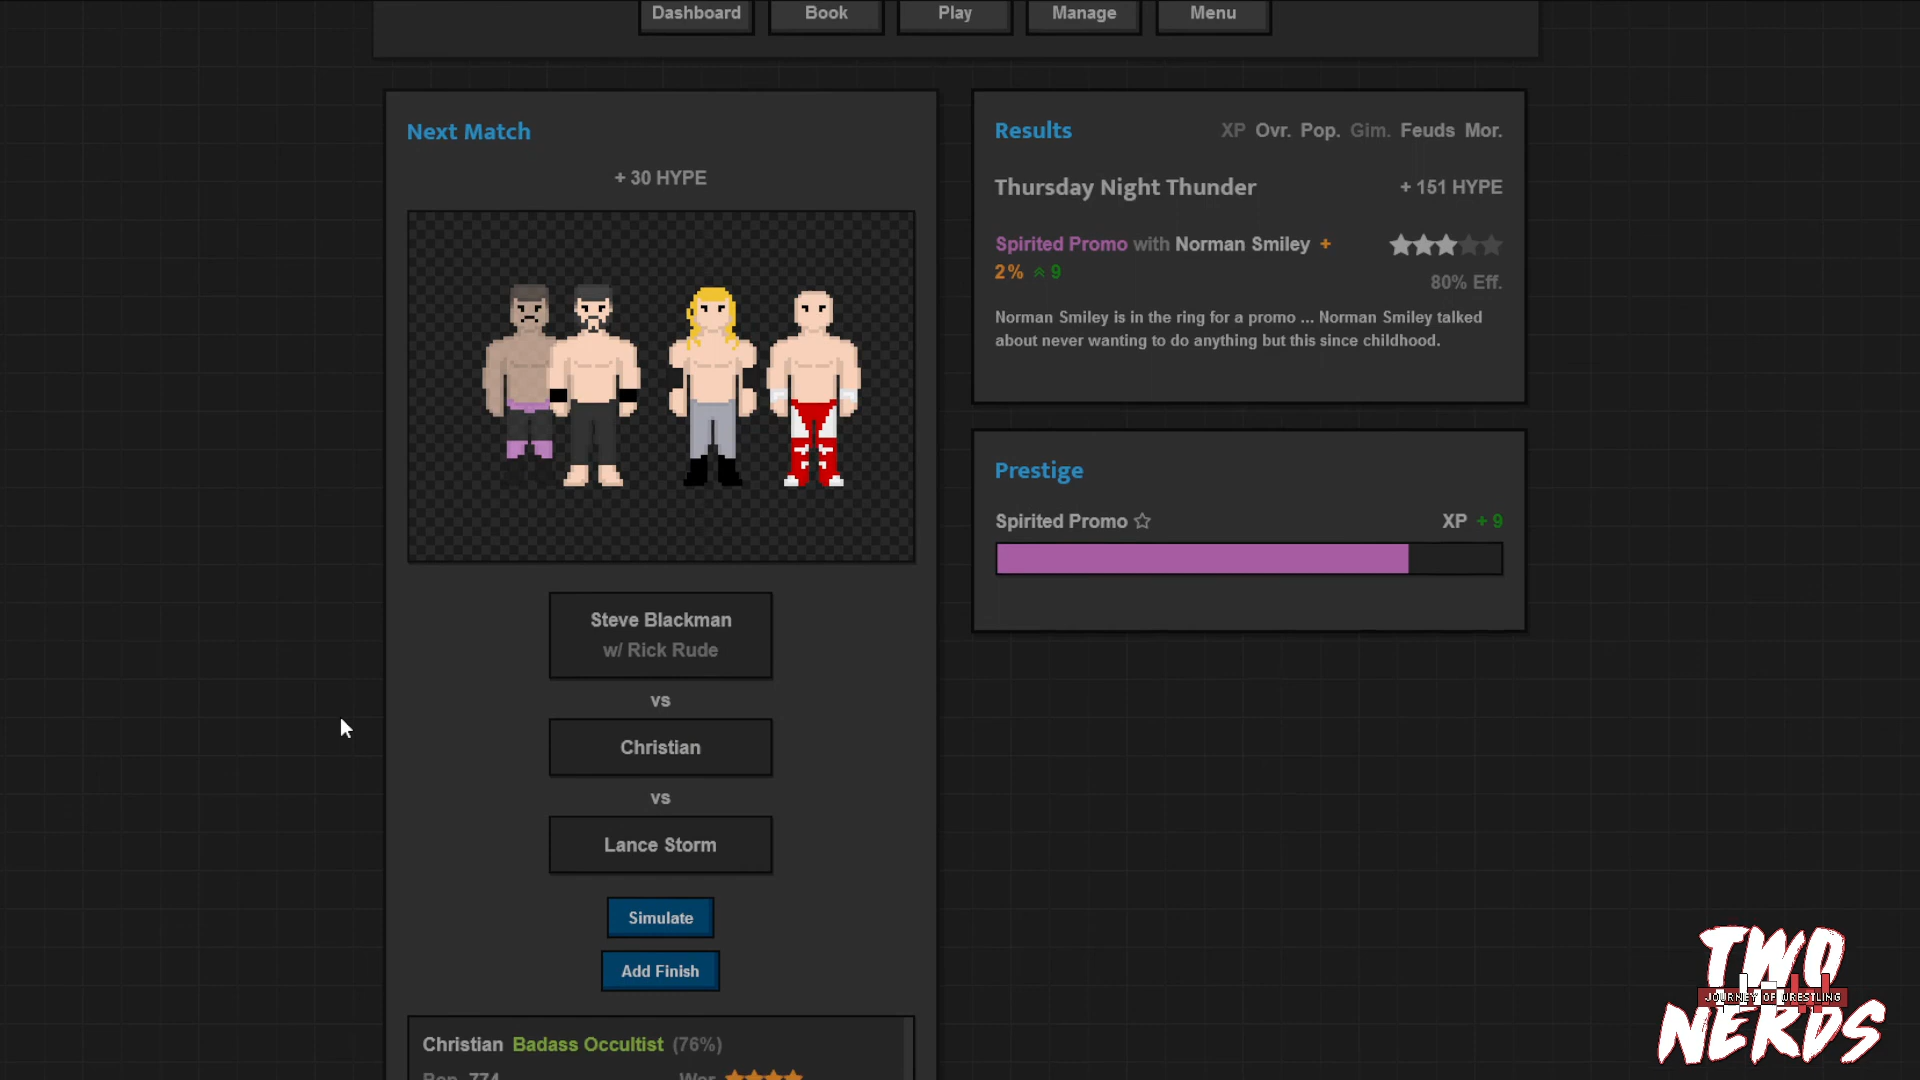 Dashboard
Book
Play
Manage
Menu
Next Match
+ 30 HYPE
Steve Blackman
w/ Rick Rude
vs
Christian
vs
Lance Storm
Simulate
Add Finish
Christian Badass Occultist (76%)
Pop. 774
Wor.
Results
XP Ovr. Pop. Gim. Feuds Mor.
Thursday Night Thunder
+ 151 HYPE
Spirited Promo with Norman Smiley +
2% 9
80% Eff.
Norman Smiley is in the ring for a promo ... Norman Smiley talked
about never wanting to do anything but this since childhood.
Prestige
Spirited Promo
XP + 9
TWO
JOURNEY OF WRESTLING
NERDS